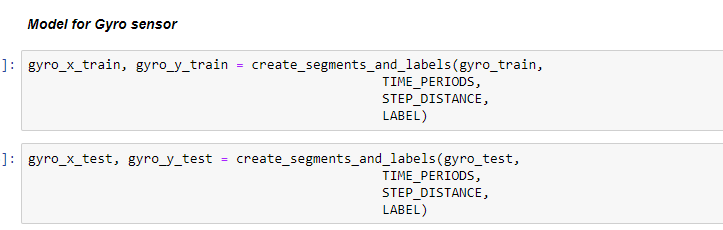 Model for Gyro sensor
]: gyro_x_train, gyro_y_train = create_segments_and_labels(gyro_train,
TIME_PERIODS,
STEP_DISTANCE,
LABEL)
]: gyro_x_test, gyro_y_test = create_segments_and_labels(gyro_test,
TIME_PERIODS,
STEP_DISTANCE,
LABEL)